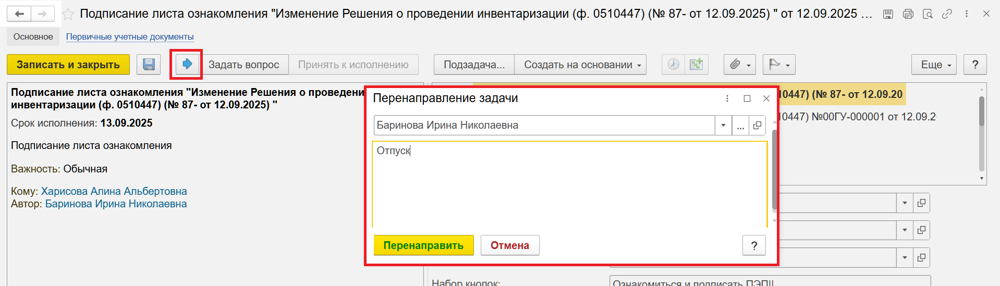 Подписание листа ознакомления "Изменение Решения о проведении инвентаризации (ф. 0510447) (№ 87- от 12.09.2025) " от 12.09.2025 ...
Основное Первичные учетные документы
Записать и закрыть Задать вопрос Принять к исполнению Подзадача... Создать на основании Еще ?
Подписание листа ознакомления "Изменение Решения о проведени
инвентаризации (ф. 0510447) (№ 87- от 12.09.2025) "
Срок исполнения: 13.09.2025
Подписание листа ознакомления
Важность: Обычная
Кому: Харисова Алина Альбертовна
Автор: Баринова Ирина Николаевна
10447) (№ 87- от 12.09.20
10447) №00ГУ-000001 от 12.09.2
Перенаправление задачи
Баринова Ирина Николаевна ...
Отпуск
Перенаправить Отмена ?
Набор кнопок: Ознакомиться и подписать ПЭП||